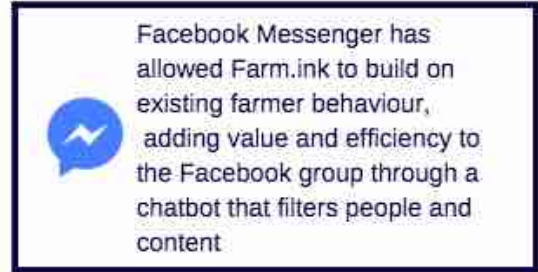 Facebook Messenger has
allowed Farm.ink to build on
existing farmer behaviour,
adding value and efficiency to
the Facebook group through a
chatbot that filters people and
content